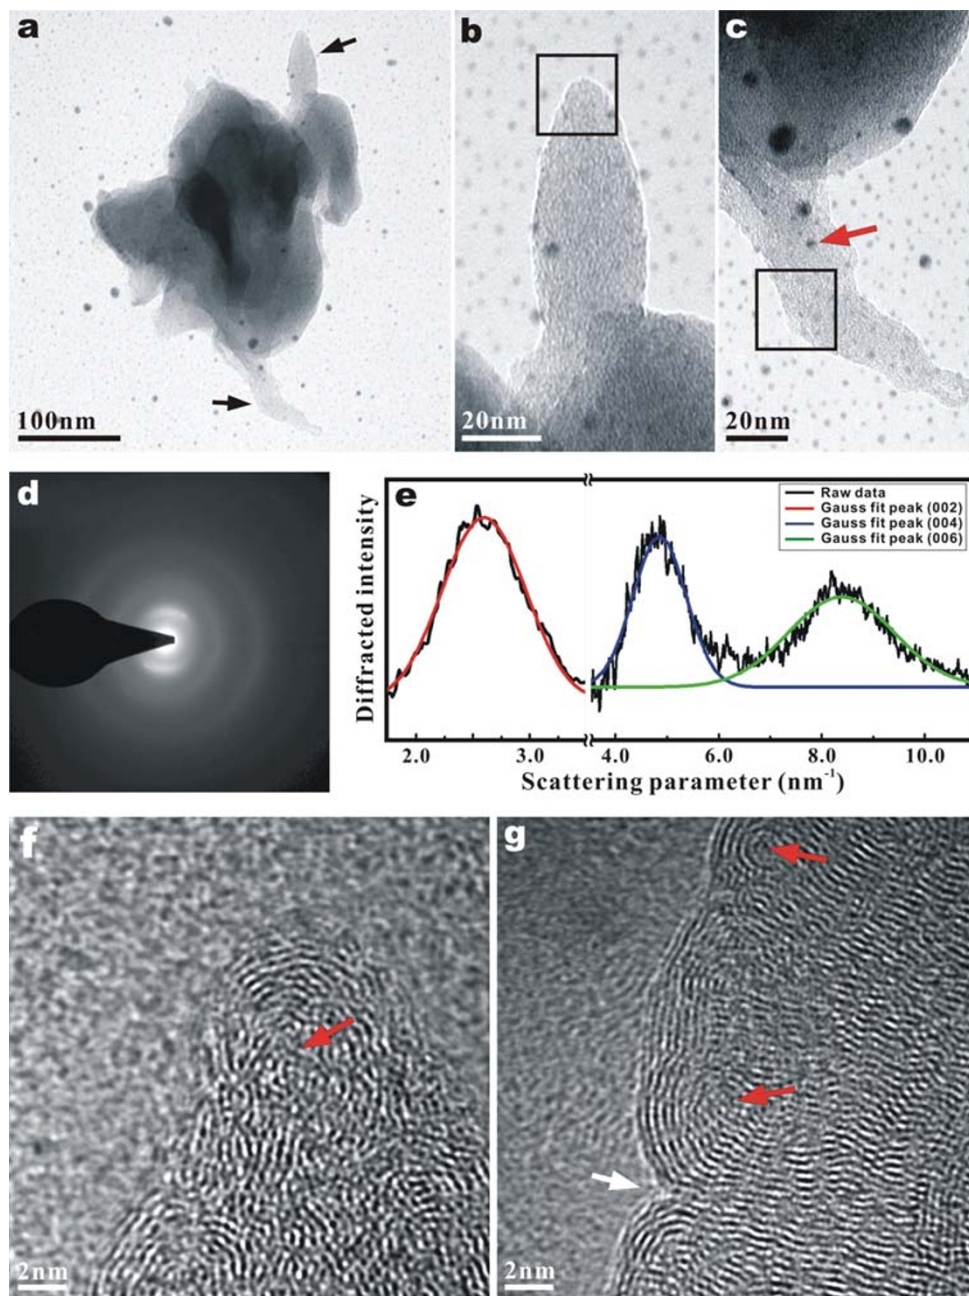 a
100nm
b
20nm
c
20nm
d
e
Raw data
Gauss fit peak (002)
Gauss fit peak (004)
Gauss fit peak (006)
Diffracted intensity
2.0 3.0 4.0 6.0 8.0 10.0
Scattering parameter (nm⁻¹)
f
2nm
g
2nm